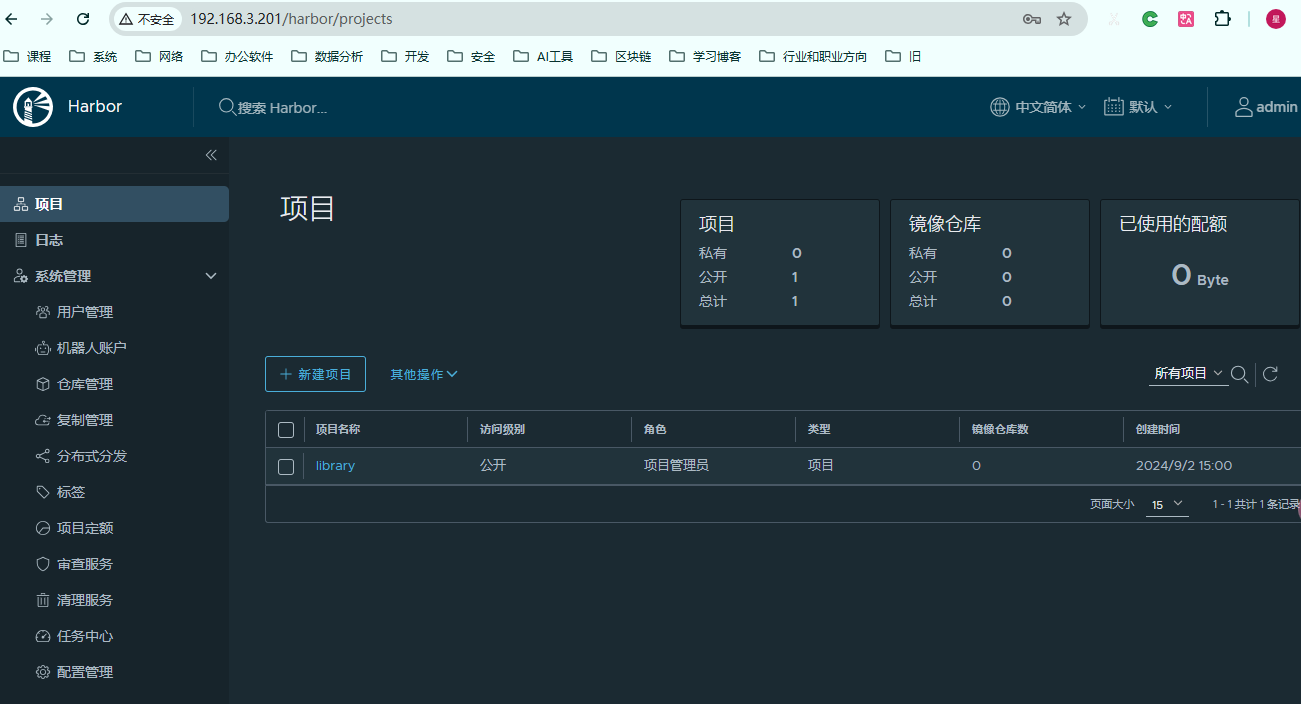 不安全 192.168.3.201/harbor/projects 星
课程 系统 网络 办公软件 数据分析 开发 安全 AI工具 区块链 学习博客 行业和职业方向 旧
Harbor 搜索 Harbor... 中文简体 默认 admin
项目
日志
系统管理
用户管理
机器人账户
仓库管理
复制管理
分布式分发
标签
项目定额
审查服务
清理服务
任务中心
配置管理
项目
项目
私有 0
公开 1
总计 1
镜像仓库
私有 0
公开 0
总计 0
已使用的配额
0 Byte
新建项目 其他操作 所有项目
项目名称 访问级别 角色 类型 镜像仓库数 创建时间
library 公开 项目管理员 项目 0 2024/9/2 15:00
页面大小 15 1 - 1 共计 1 条记录